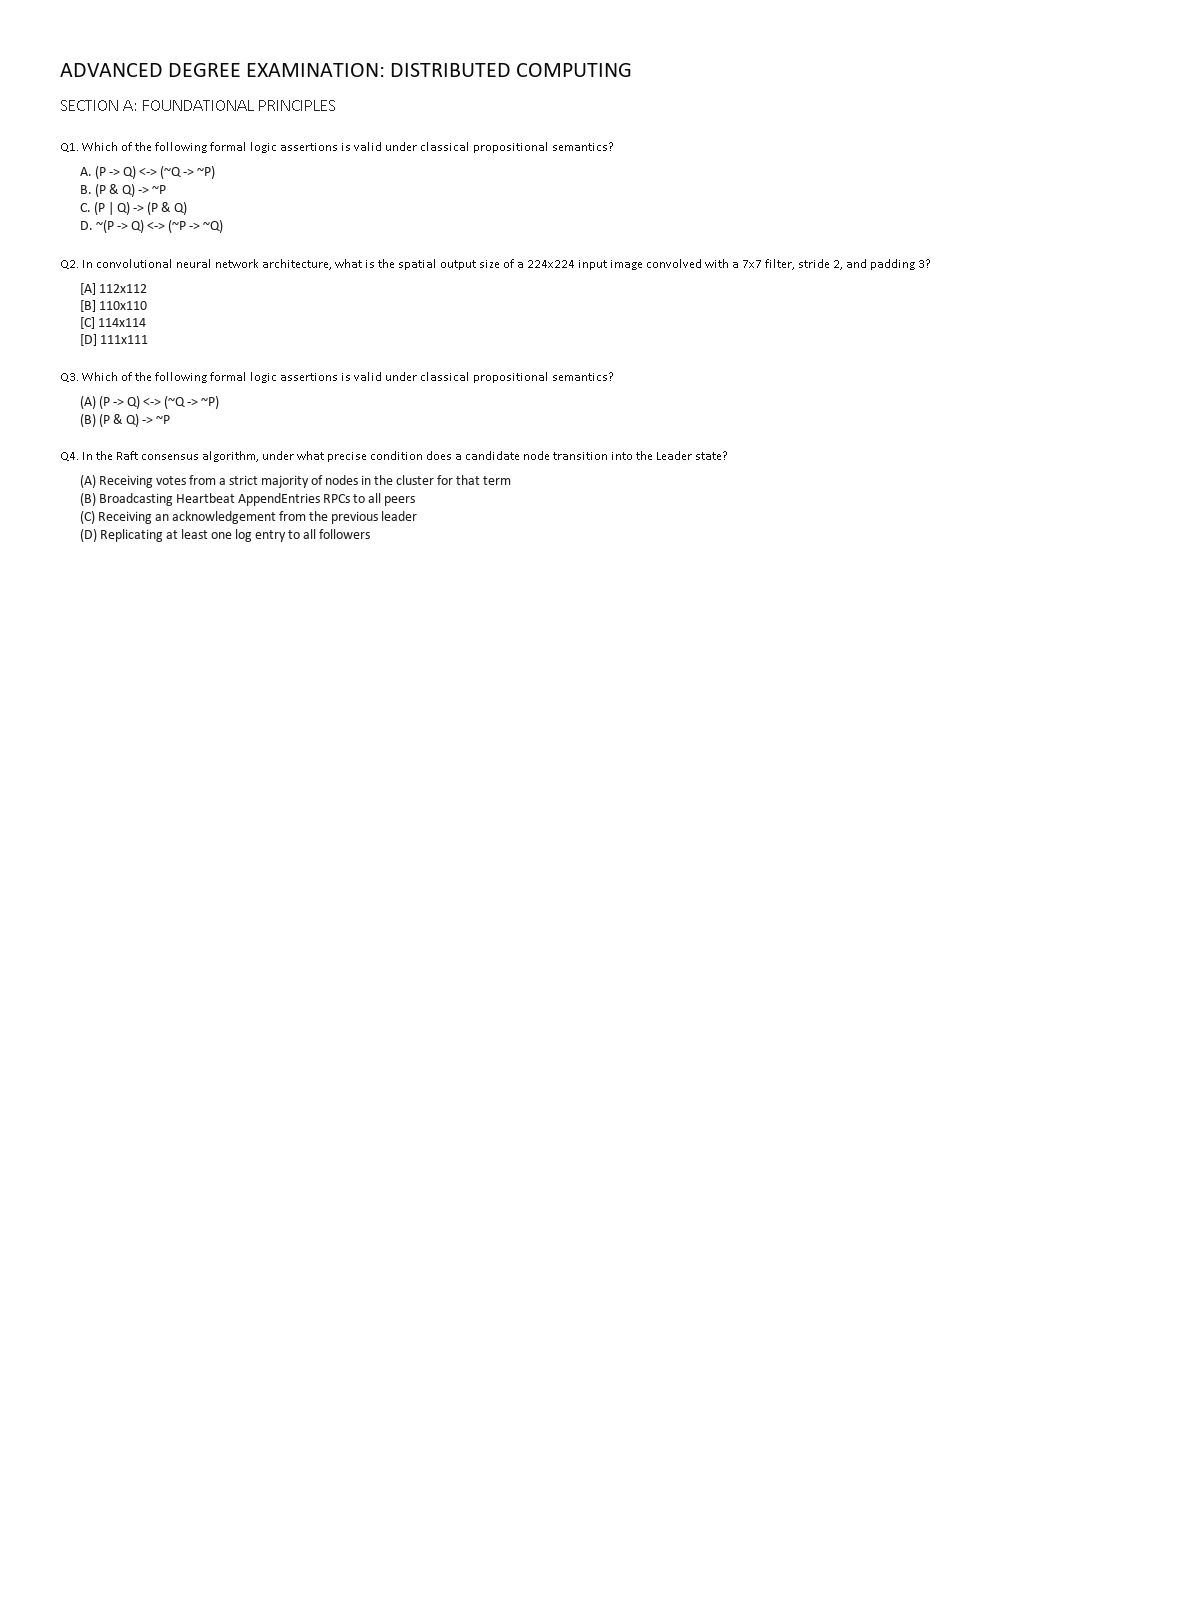 ADVANCED DEGREE EXAMINATION: DISTRIBUTED COMPUTING
SECTION A: FOUNDATIONAL PRINCIPLES
Q1. Which of the following formal logic assertions is valid under classical propositional semantics?
A. (P -> Q) <-> (~Q -> ~P)
B. (P & Q) -> ~P
C. (P | Q) -> (P & Q)
D. ~(P -> Q) <-> (~P -> ~Q)
Q2. In convolutional neural network architecture, what is the spatial output size of a 224x224 input image convolved with a 7x7 filter, stride 2, and padding 3?
[A] 112x112
[B] 110x110
[C] 114x114
[D] 111x111
Q3. Which of the following formal logic assertions is valid under classical propositional semantics?
(A) (P -> Q) <-> (~Q -> ~P)
(B) (P & Q) -> ~P
Q4. In the Raft consensus algorithm, under what precise condition does a candidate node transition into the Leader state?
(A) Receiving votes from a strict majority of nodes in the cluster for that term
(B) Broadcasting Heartbeat AppendEntries RPCs to all peers
(C) Receiving an acknowledgement from the previous leader
(D) Replicating at least one log entry to all followers